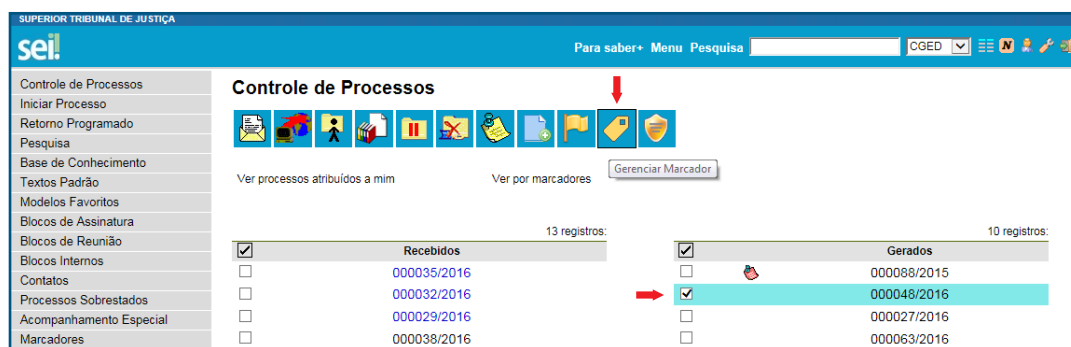 SUPERIOR TRIBUNAL DE JUSTIÇA
sei!
Para saber+ Menu Pesquisa
CGED
N
Controle de Processos
Iniciar Processo
Retorno Programado
Pesquisa
Base de Conhecimento
Textos Padrão
Modelos Favoritos
Blocos de Assinatura
Blocos de Reunião
Blocos Internos
Contatos
Processos Sobrestados
Acompanhamento Especial
Marcadores
Controle de Processos
Gerenciar Marcador
Ver processos atribuídos a mim
Ver por marcadores
13 registros:
Recebidos
000035/2016
000032/2016
000029/2016
000038/2016
10 registros:
Gerados
000088/2015
000048/2016
000027/2016
000063/2016